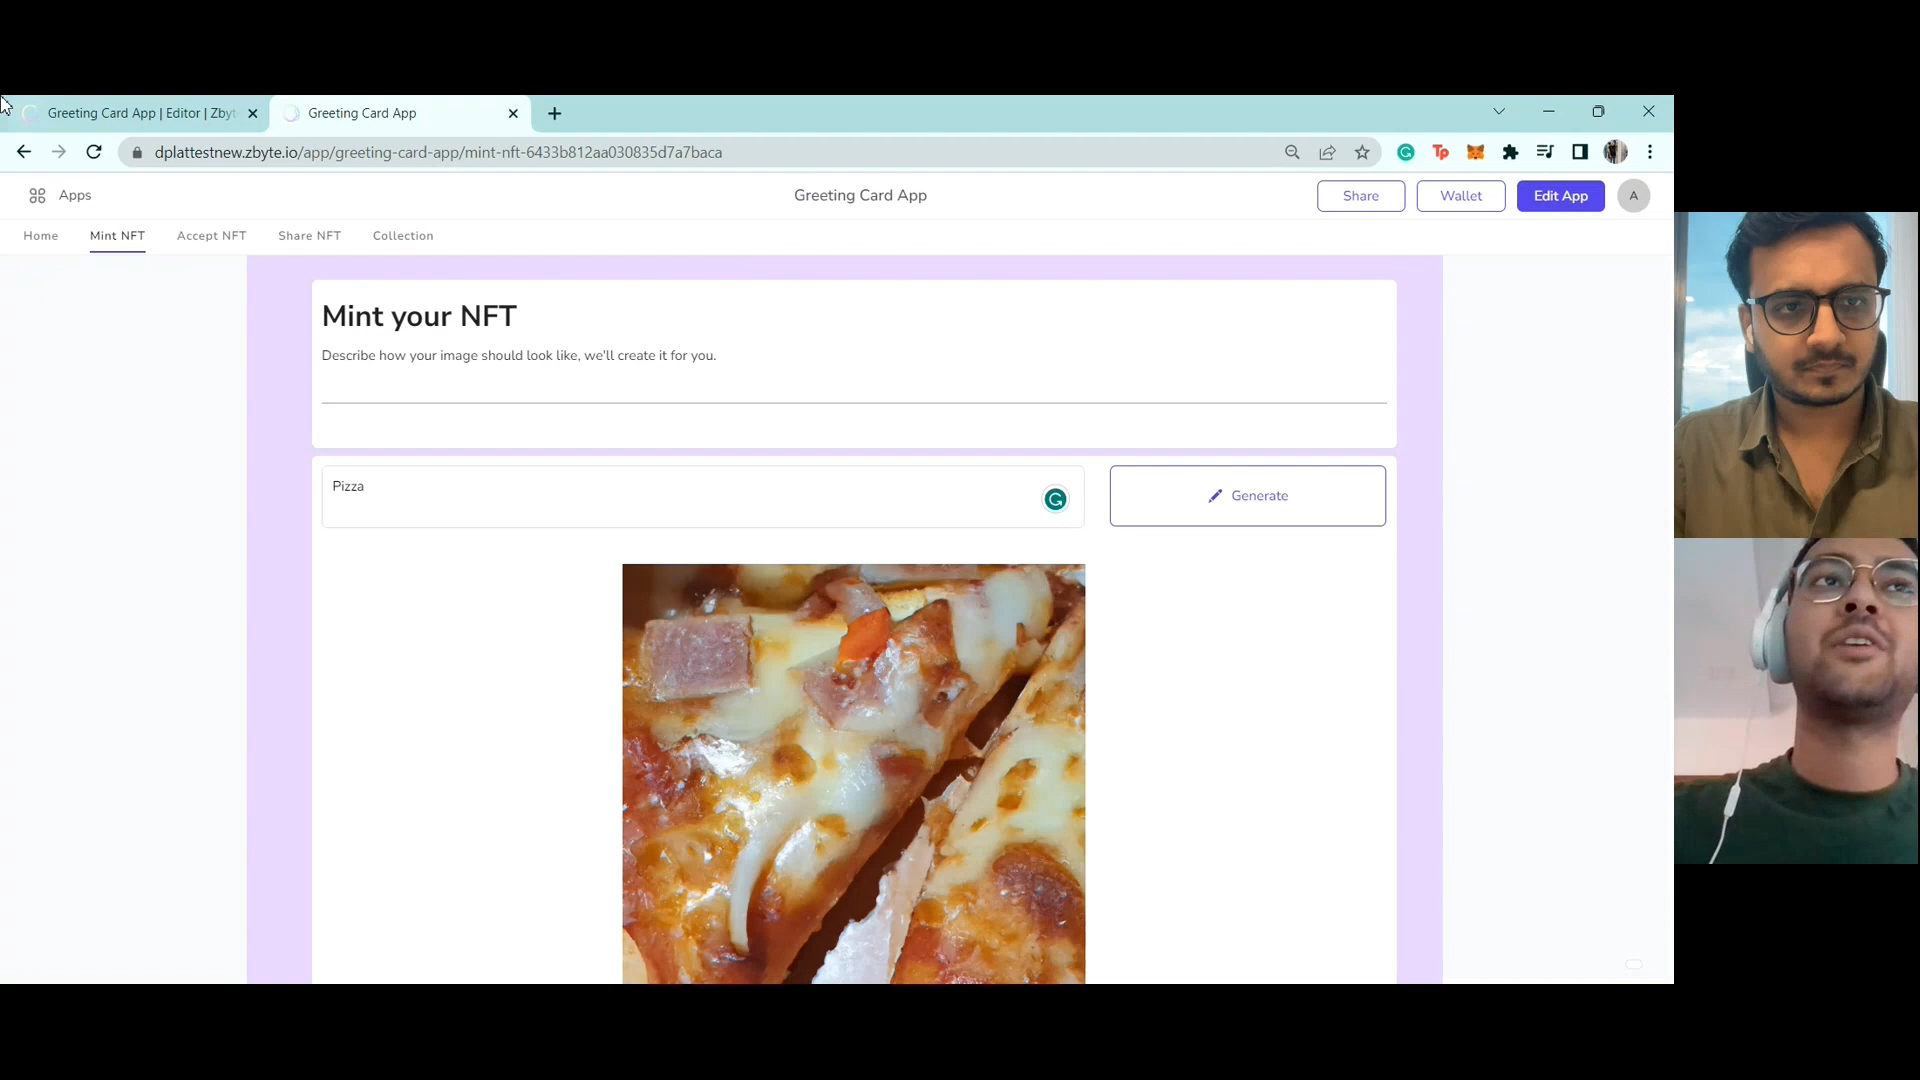 Greeting Card App | Editor | Zbyt
Greeting Card App
dplattestnew.zbyte.io/app/greeting-card-app/mint-nft-6433b812aa030835d7a7baca
Tp
Apps
Greeting Card App
Share
Wallet
Edit App
A
Home
Mint NFT
Accept NFT
Share NFT
Collection
Mint your NFT
Describe how your image should look like, we'll create it for you.
Pizza
Generate